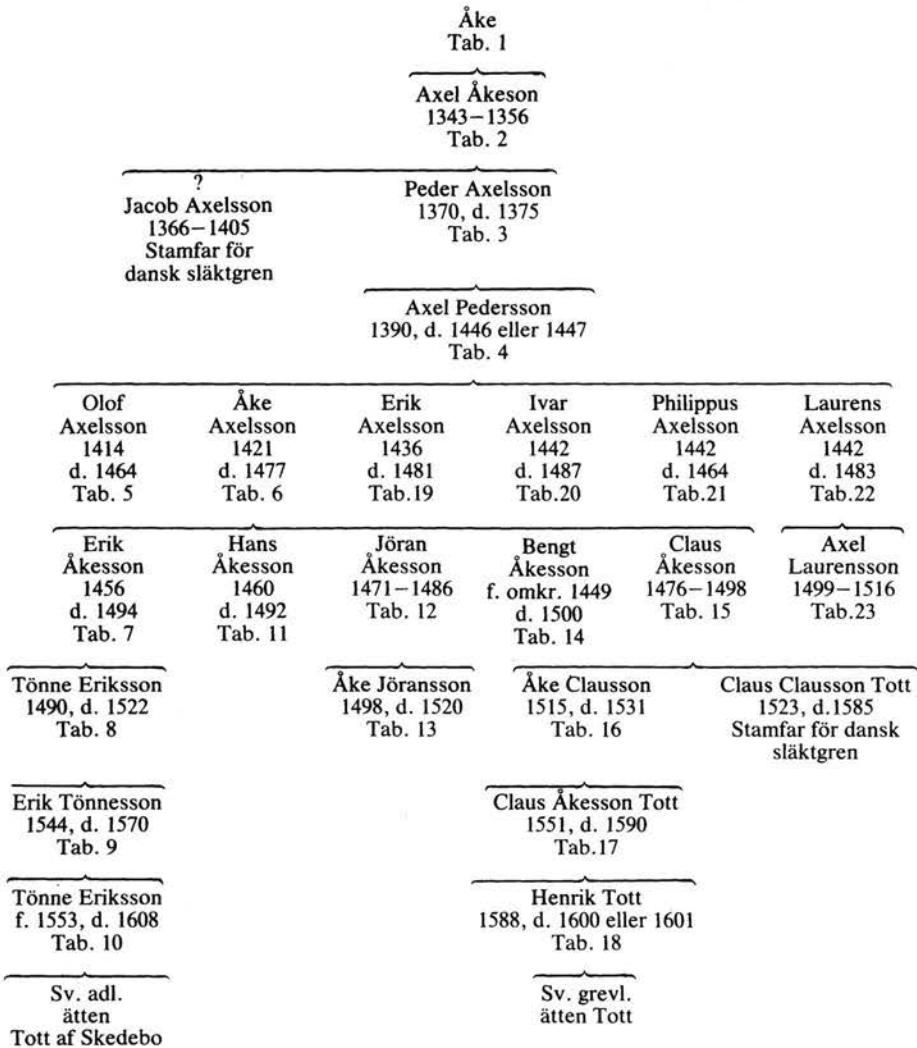 Åke
Tab. 1
Axel Åkeson
1343–1356
Tab. 2
?
Jacob Axelsson
1366–1405
Stamfar för
dansk släktgren
Peder Axelsson
1370, d. 1375
Tab. 3
Axel Pedersson
1390, d. 1446 eller 1447
Tab. 4
Olof
Axelsson
1414
d. 1464
Tab. 5
Åke
Axelsson
1421
d. 1477
Tab. 6
Erik
Axelsson
1436
d. 1481
Tab.19
Ivar
Axelsson
1442
d. 1487
Tab.20
Philippus
Axelsson
1442
d. 1464
Tab.21
Laurens
Axelsson
1442
d. 1483
Tab.22
Erik
Åkesson
1456
d. 1494
Tab. 7
Hans
Åkesson
1460
d. 1492
Tab. 11
Jöran
Åkesson
1471–1486
Tab. 12
Bengt
Åkesson
f. omkr. 1449
d. 1500
Tab. 14
Claus
Åkesson
1476–1498
Tab. 15
Axel
Laurensson
1499–1516
Tab.23
Tönne Eriksson
1490, d. 1522
Tab. 8
Åke Jöransson
1498, d. 1520
Tab. 13
Åke Clausson
1515, d. 1531
Tab. 16
Claus Clausson Tott
1523, d.1585
Stamfar för dansk
släktgren
Erik Tönnesson
1544, d. 1570
Tab. 9
Claus Åkesson Tott
1551, d. 1590
Tab.17
Tönne Eriksson
f. 1553, d. 1608
Tab. 10
Henrik Tott
1588, d. 1600 eller 1601
Tab. 18
Sv. adl.
ätten
Tott af Skedebo
Sv. grevl.
ätten Tott